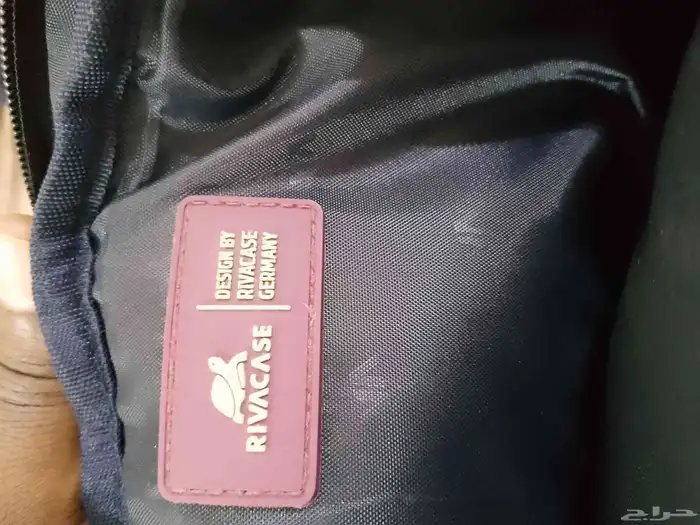 RIVACASE
DESIGN BY
RIVACASE
GERMANY
حراج